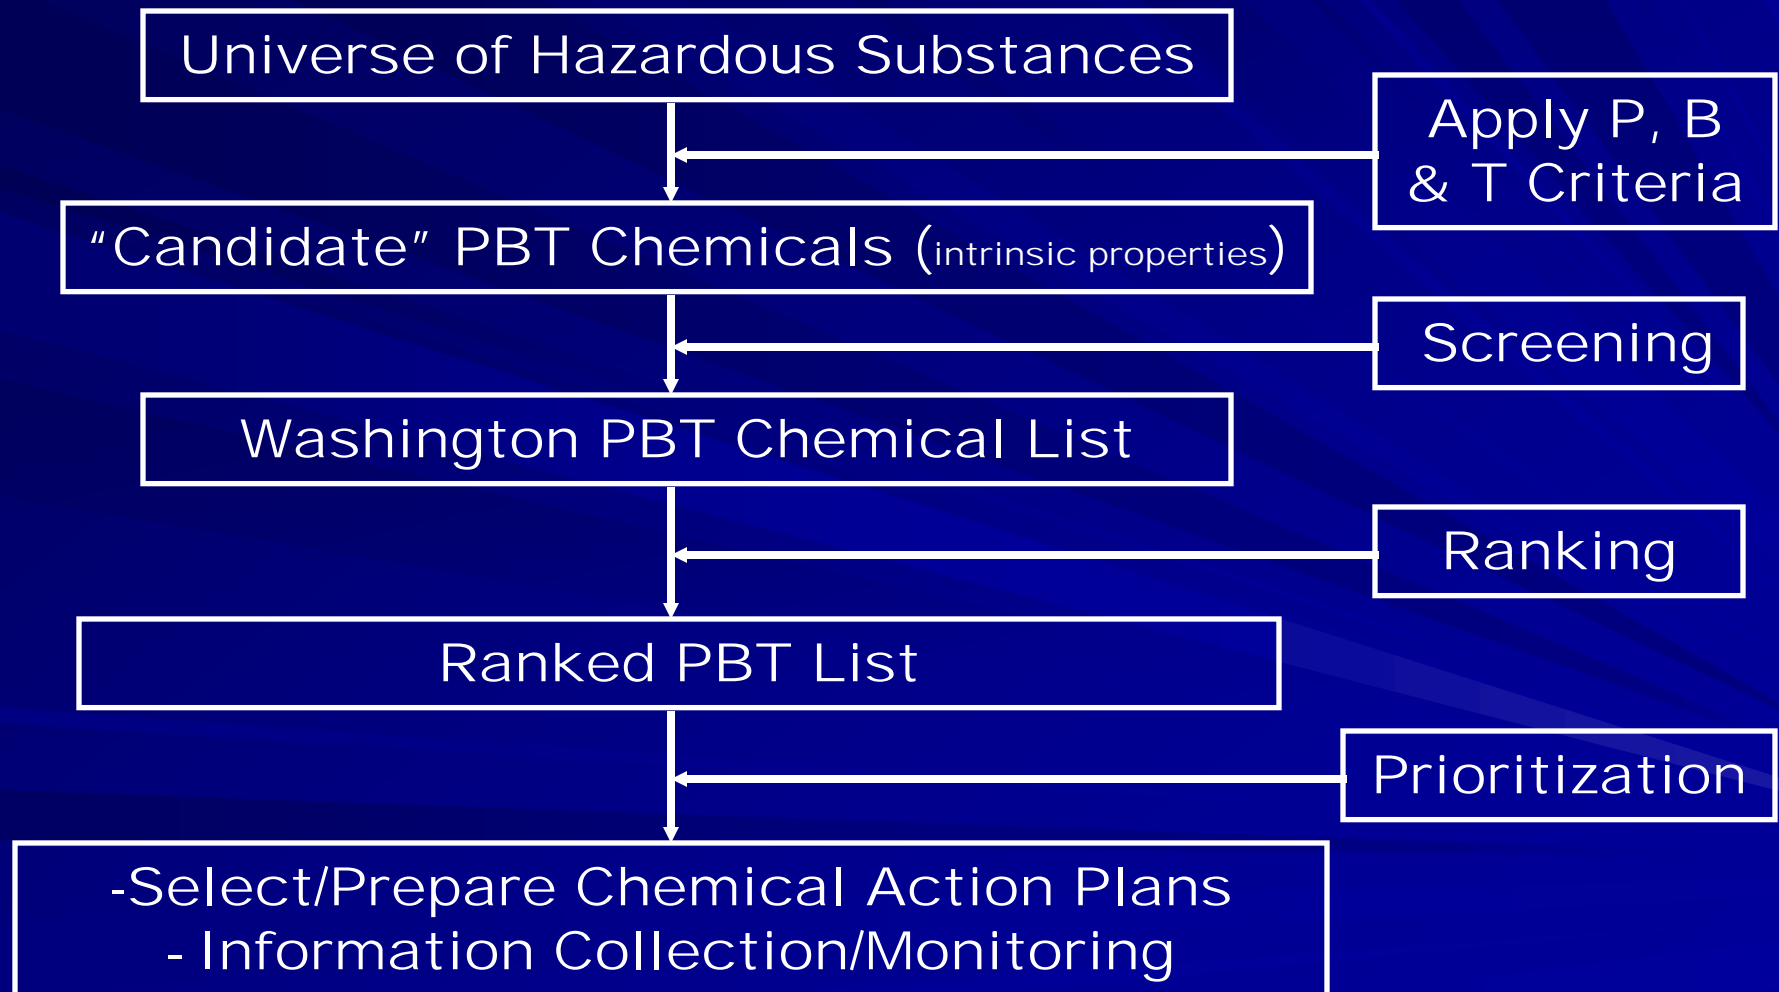 Universe of Hazardous Substances
Apply P, B
& T Criteria
“Candidate” PBT Chemicals (intrinsic properties)
Screening
Washington PBT Chemical List
Ranking
Ranked PBT List
Prioritization
-Select/Prepare Chemical Action Plans
- Information Collection/Monitoring